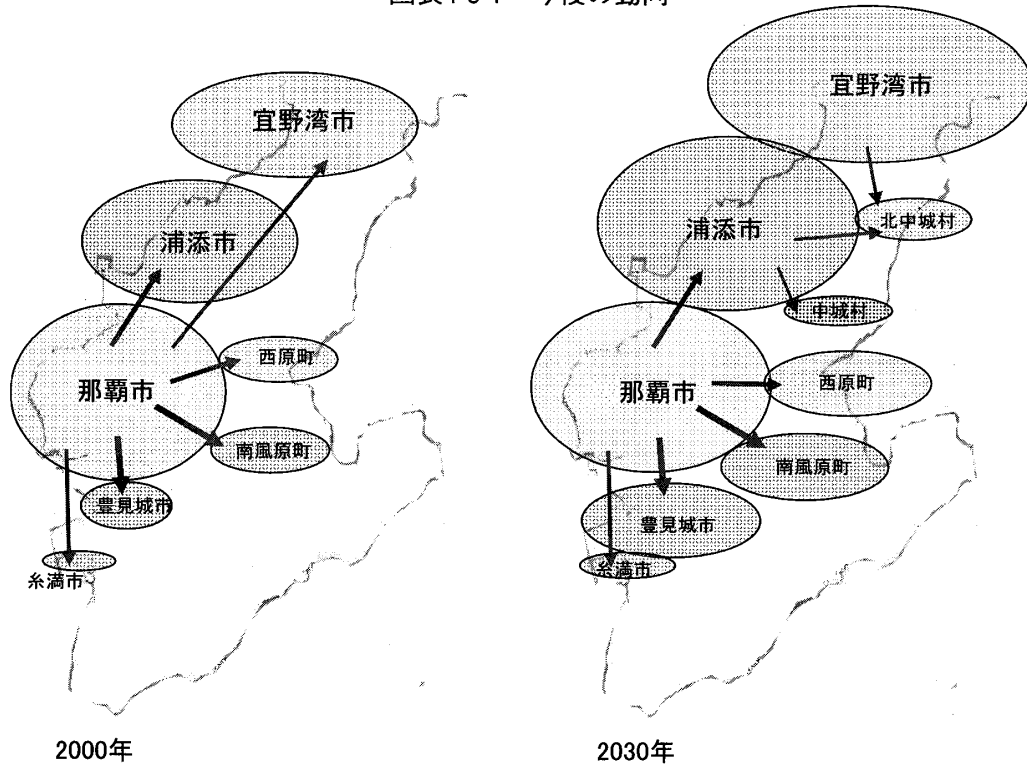 宜野湾市
浦添市
那覇市
西原町
南風原町
豊見城市
糸満市
2000年
宜野湾市
浦添市
北中城村
中城村
那覇市
西原町
南風原町
豊見城市
糸満市
2030年